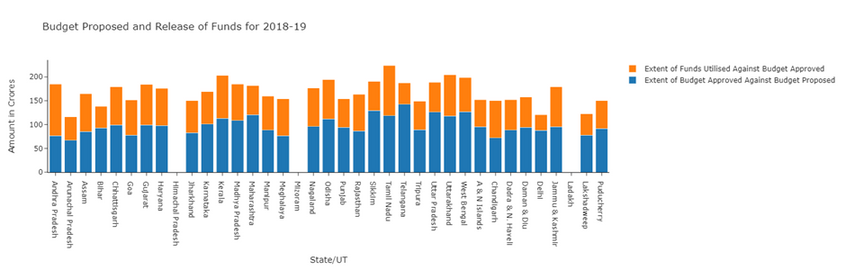 Budget Proposed and Release of Funds for 2018-19
Extent of Funds Utilised Against Budget Approved
Extent of Budget Approved Against Budget Proposed
Amount in Crores
200
150
100
50
0
Andhra Pradesh
Arunachal Pradesh
Assam
Bihar
Chhattisgarh
Goa
Gujarat
Haryana
Himachal Pradesh
Jharkhand
Karnataka
Kerala
Madhya Pradesh
Maharashtra
Manipur
Meghalaya
Mizoram
Nagaland
Odisha
Punjab
Rajasthan
Sikkim
Tamil Nadu
Telangana
Tripura
Uttar Pradesh
Uttarakhand
West Bengal
A & N Islands
Chandigarh
Dadra & N. Haveli
Daman & Diu
Delhi
Jammu & Kashmir
Ladakh
Lakshadweep
Puducherry
State/UT